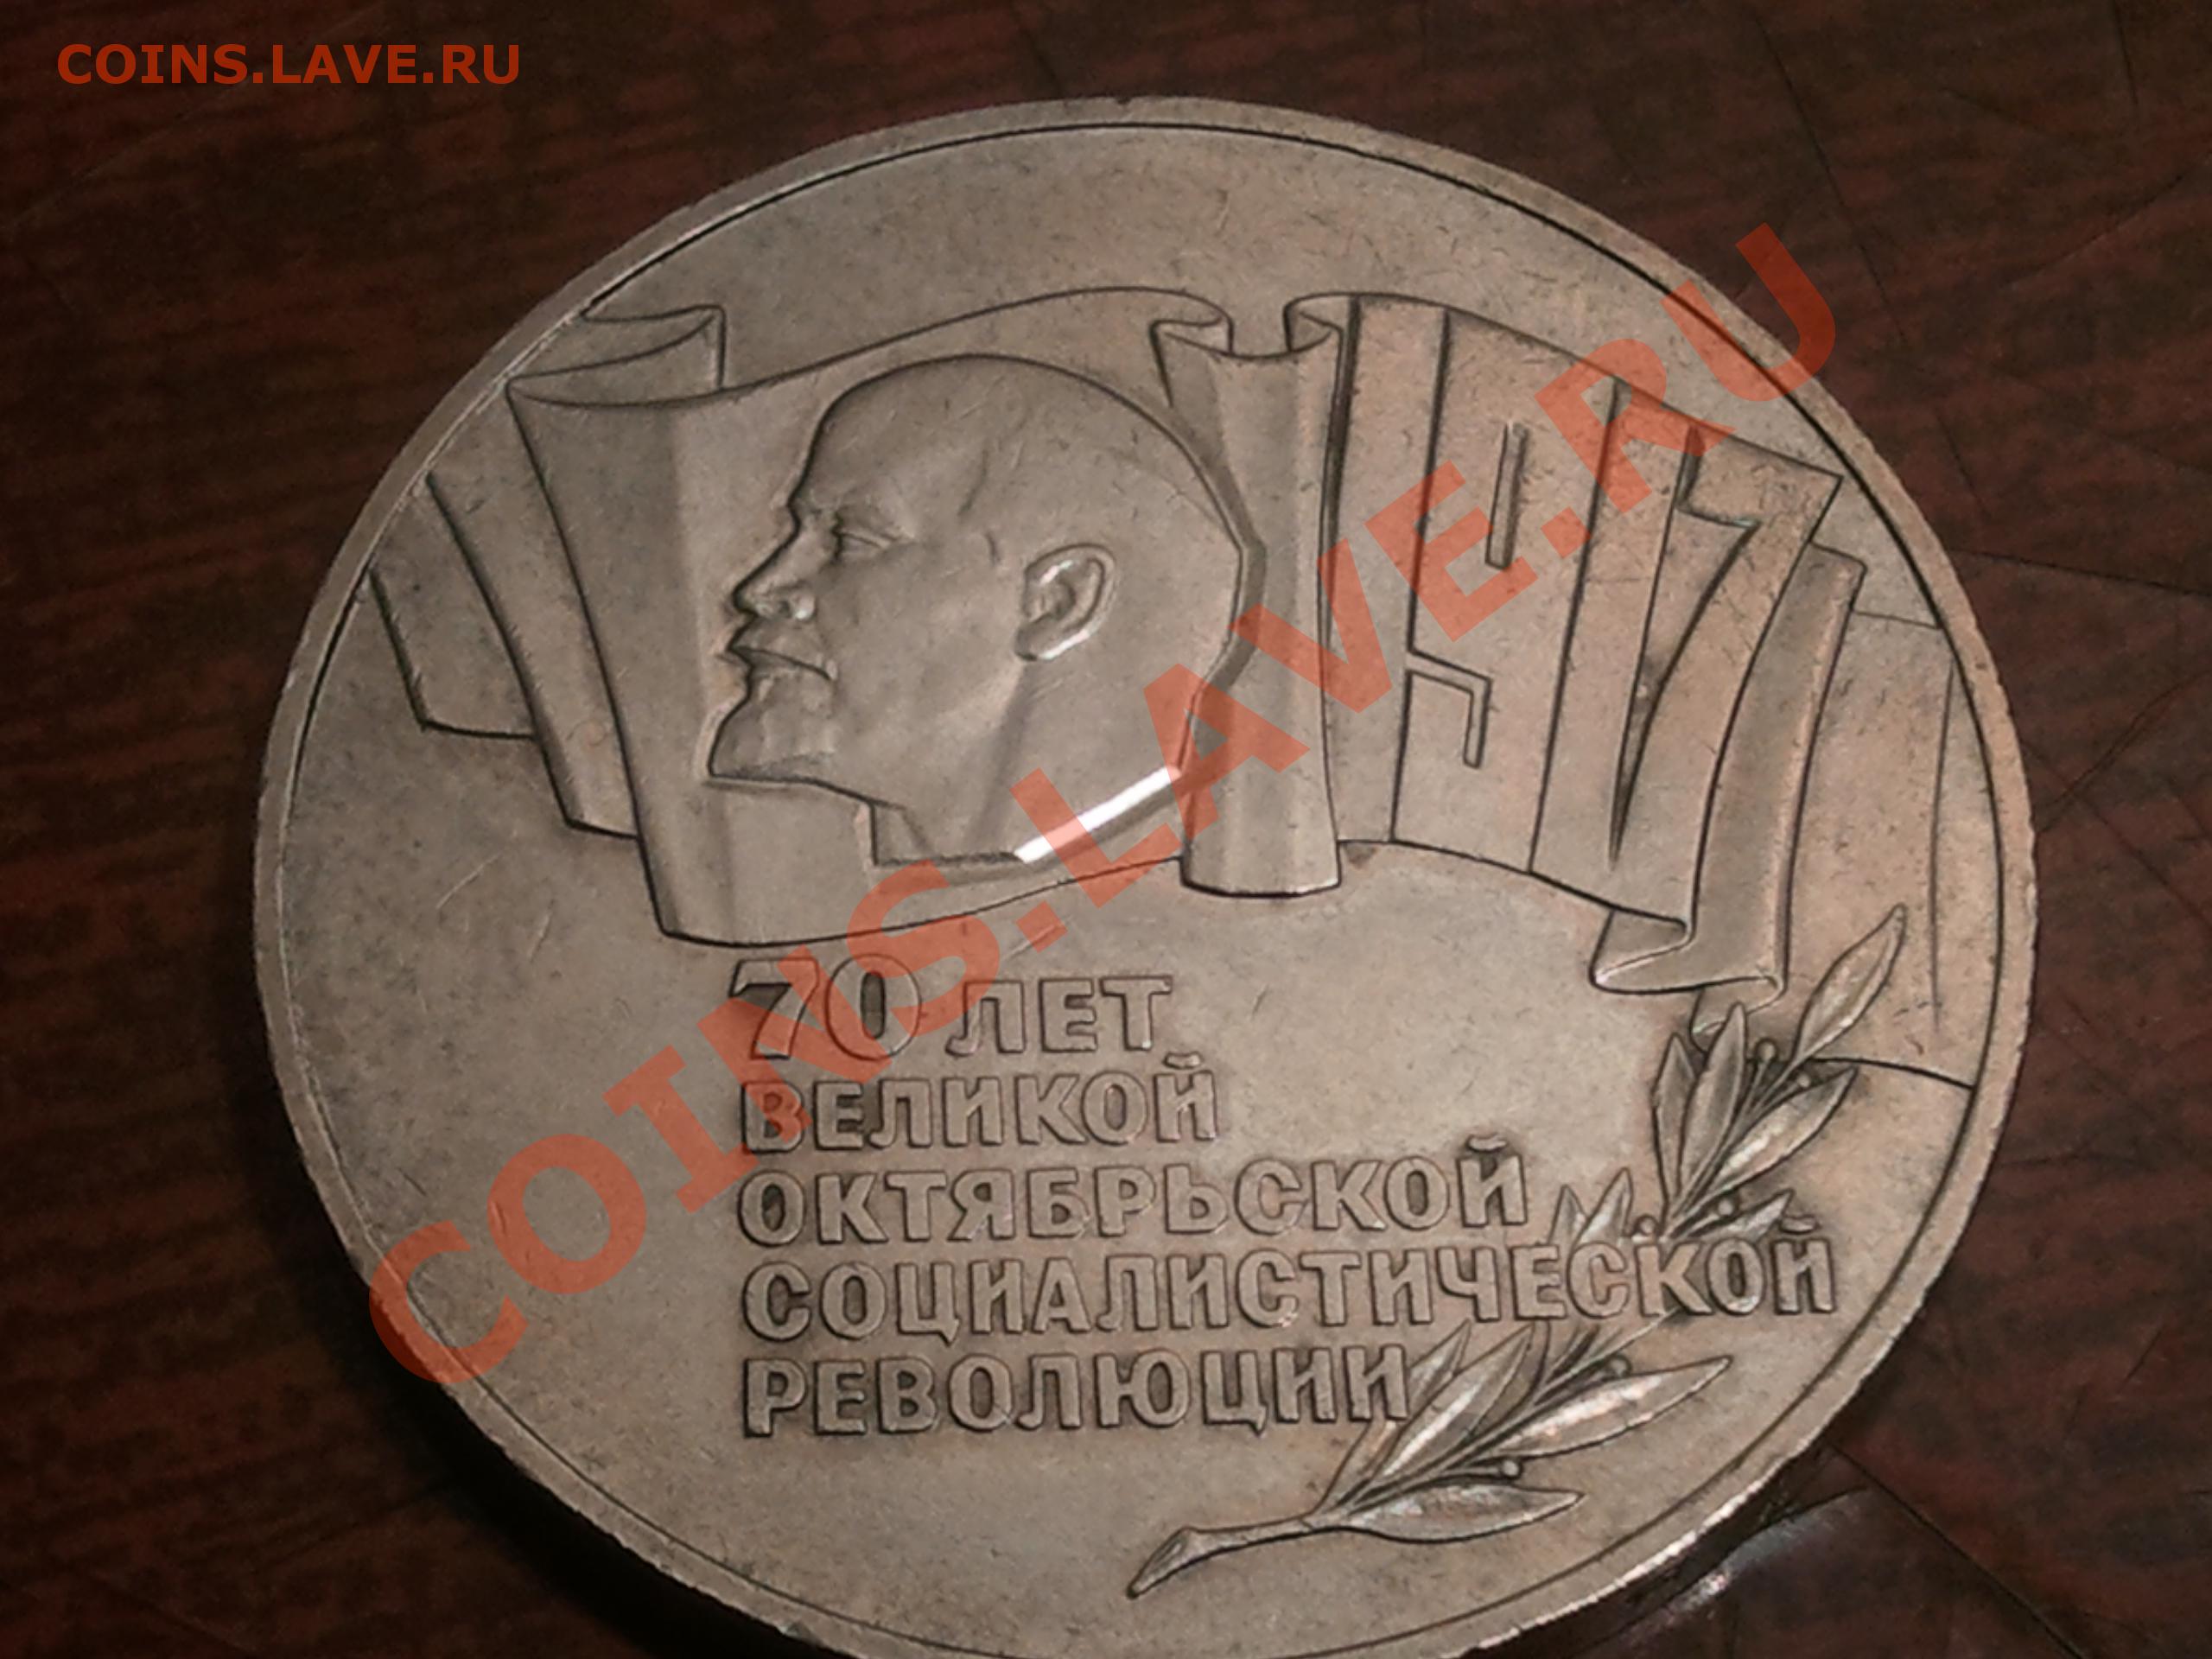 COINS.LAVE.RU
1917
70 ЛЕТ
ВЕЛИКОЙ
ОКТЯБРЬСКОЙ
СОЦИАЛИСТИЧЕСКОЙ
РЕВОЛЮЦИИ
COINS.LAVE.RU